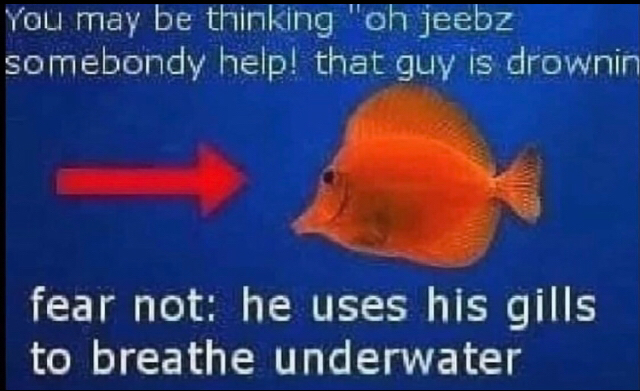 You may be thinking "oh jeebz
somebondy help! that guy is drownin
fear not: he uses his gills
to breathe underwater